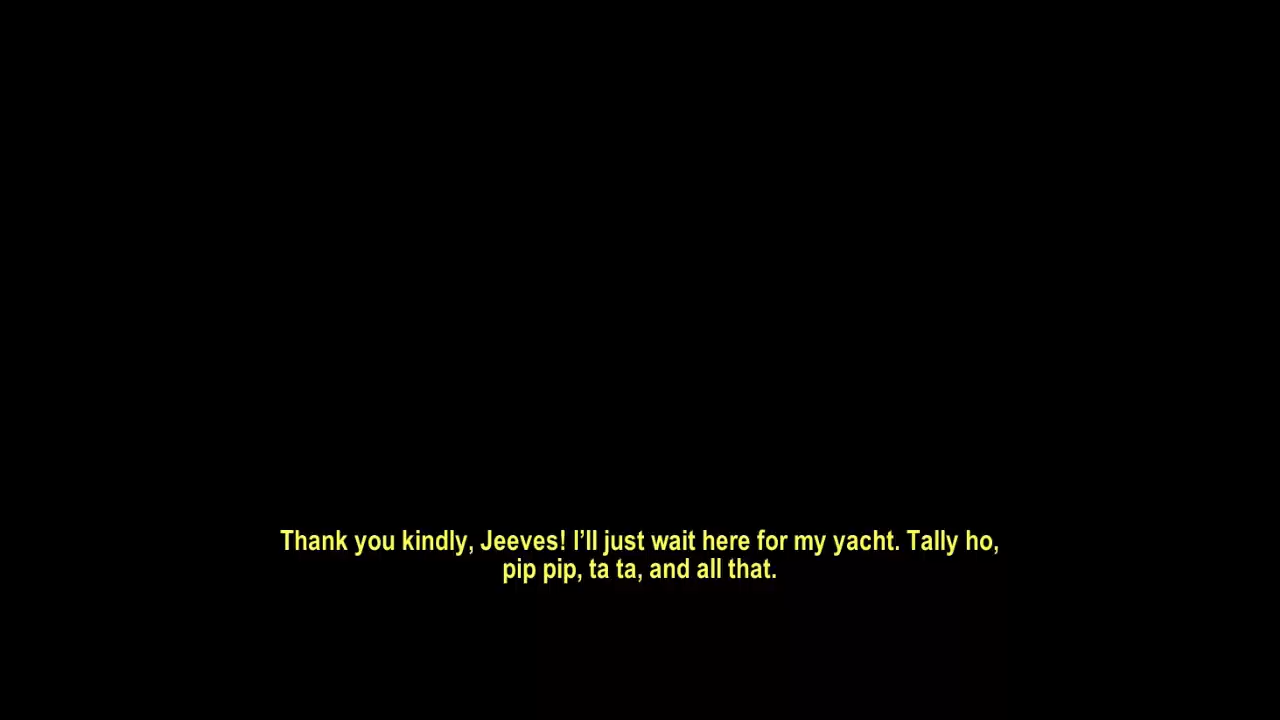 Thank you kindly, Jeeves! I’ll just wait here for my yacht. Tally ho,
pip pip, ta ta, and all that.